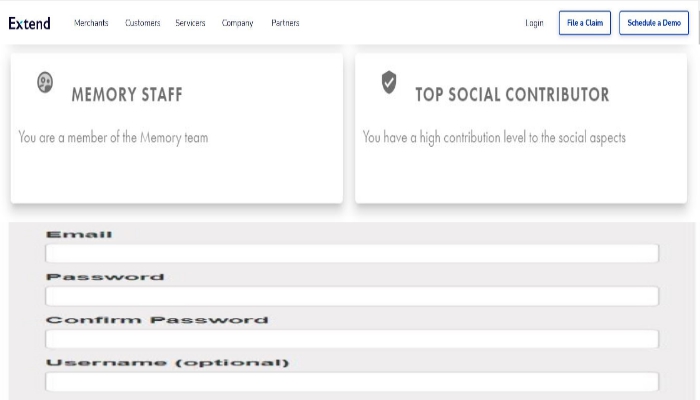 Extend Merchants Customers Servicers Company Partners Login File a Claim Schedule a Demo
MEMORY STAFF
You are a member of the Memory team
TOP SOCIAL CONTRIBUTOR
You have a high contribution level to the social aspects
Email
Password
Confirm Password
Username (optional)